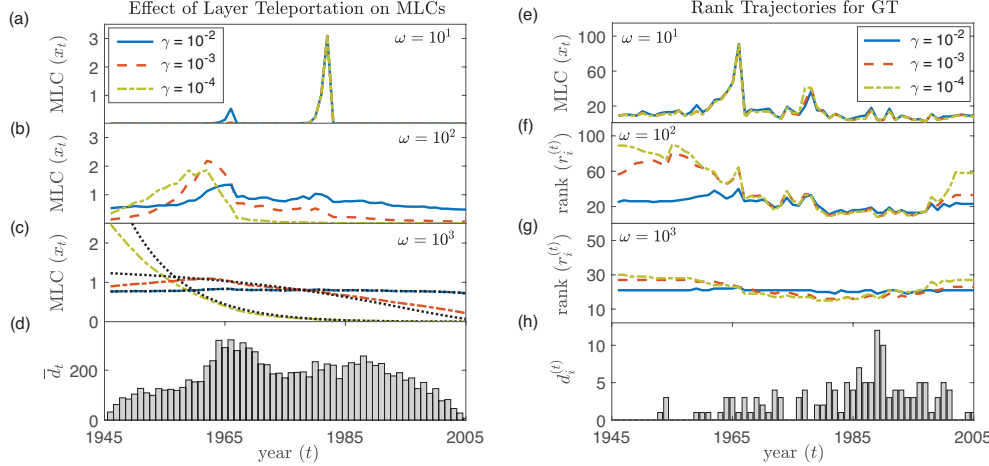 Effect of Layer Teleportation on MLCs
(a)
MLC (x_t)
3
2
1
γ = 10^-2
γ = 10^-3
γ = 10^-4
ω = 10^1
(b)
MLC (x_t)
3
2
1
ω = 10^2
(c)
MLC (x_t)
2
1
0
ω = 10^3
(d)
d̅_t
200
0
1945 1965 1985 2005
year (t)
Rank Trajectories for GT
(e)
MLC (x_t)
100
60
20
ω = 10^1
γ = 10^-2
γ = 10^-3
γ = 10^-4
(f)
rank (r_i^(t))
100
60
20
ω = 10^2
(g)
rank (r_i^(t))
50
30
10
ω = 10^3
(h)
d_i^(t)
10
5
0
1945 1965 1985 2005
year (t)